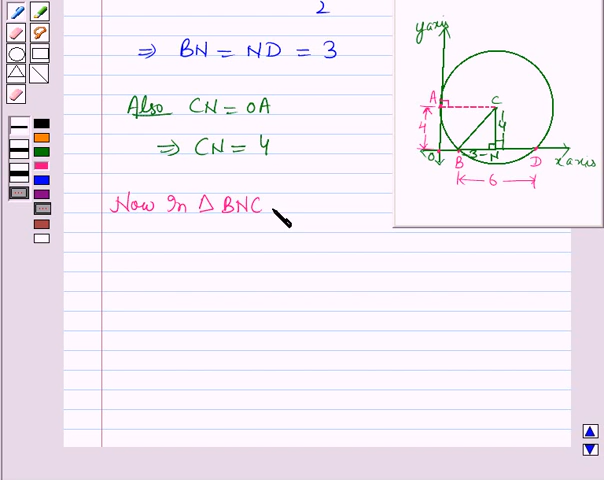 2
⇒ BN = ND = 3
Also CN = OA
⇒ CN = 4
Now In △ BNC
y axis
A
C
4
4
O
B
3
N
D
x axis
6